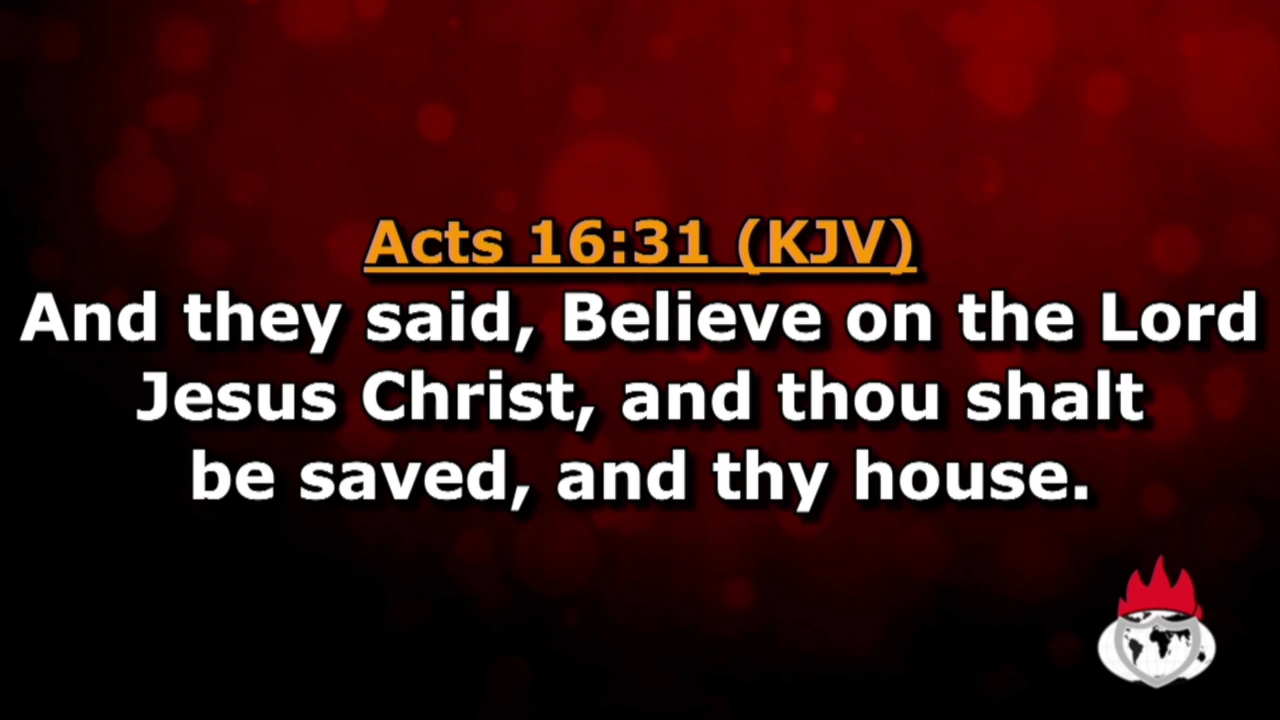 Acts 16:31 (KJV)
And they said, Believe on the Lord
Jesus Christ, and thou shalt
be saved, and thy house.